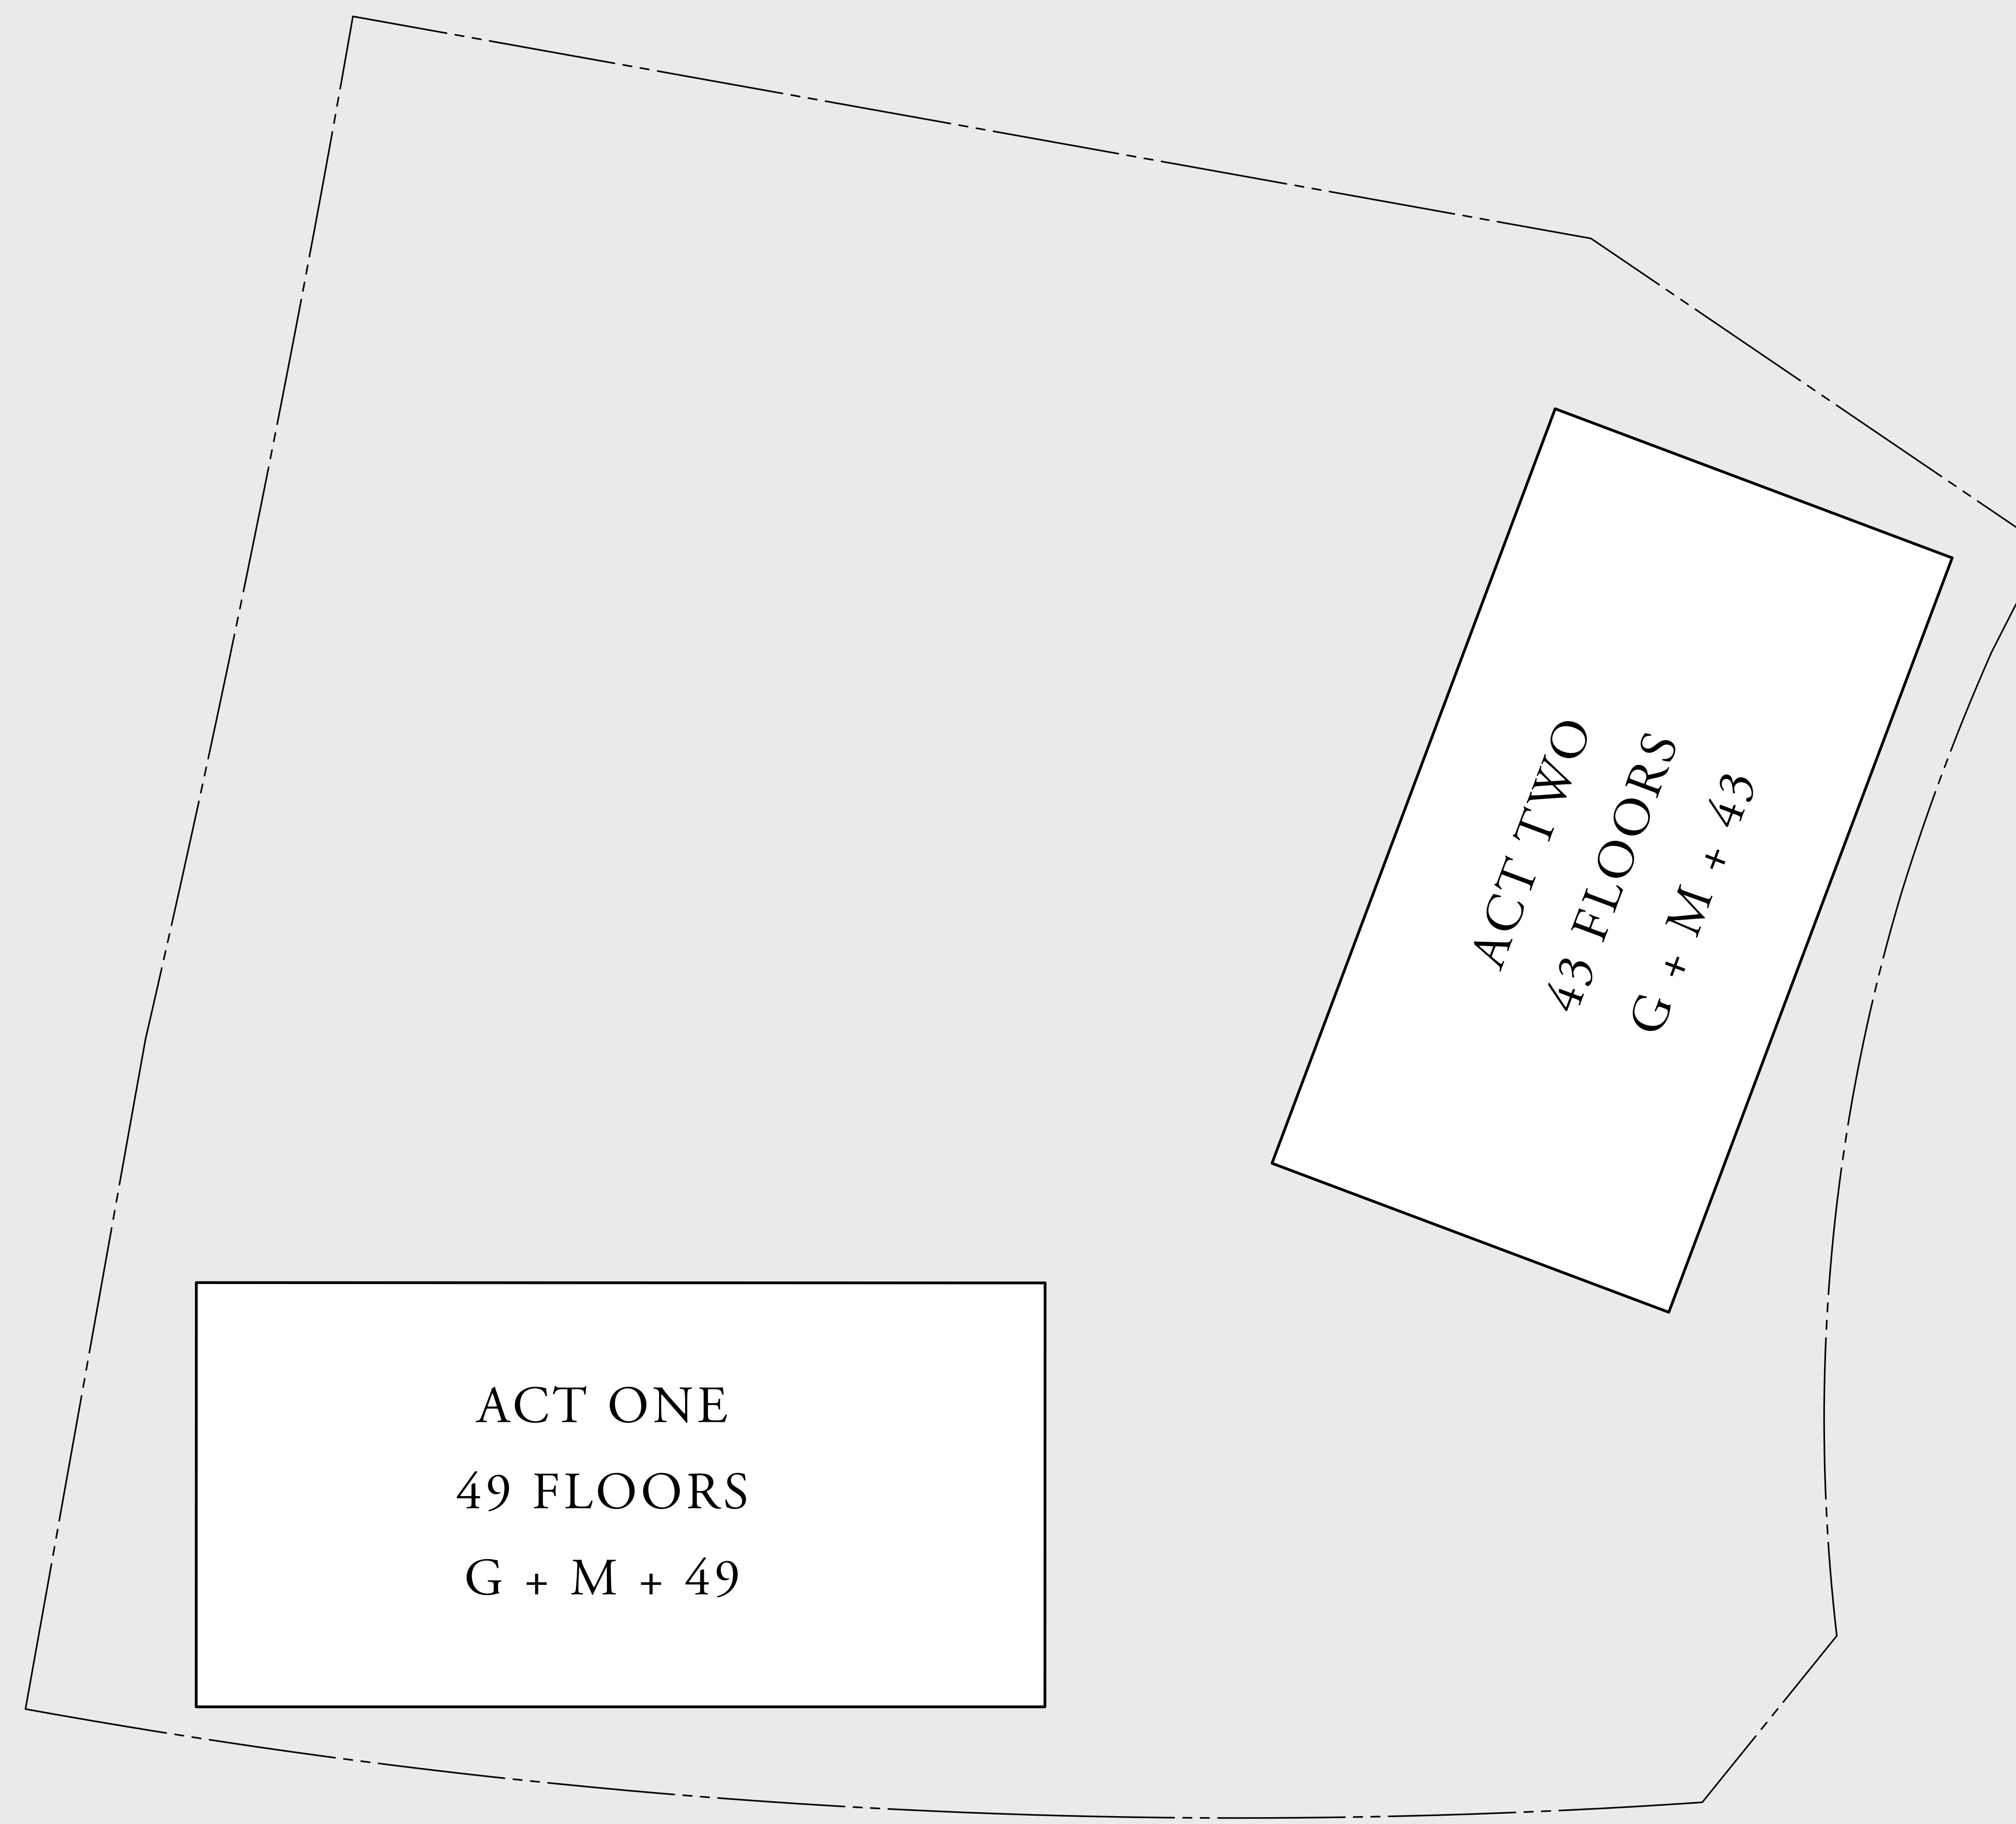 ACT TWO
43 FLOORS
G + M + 43
ACT ONE
49 FLOORS
G + M + 49